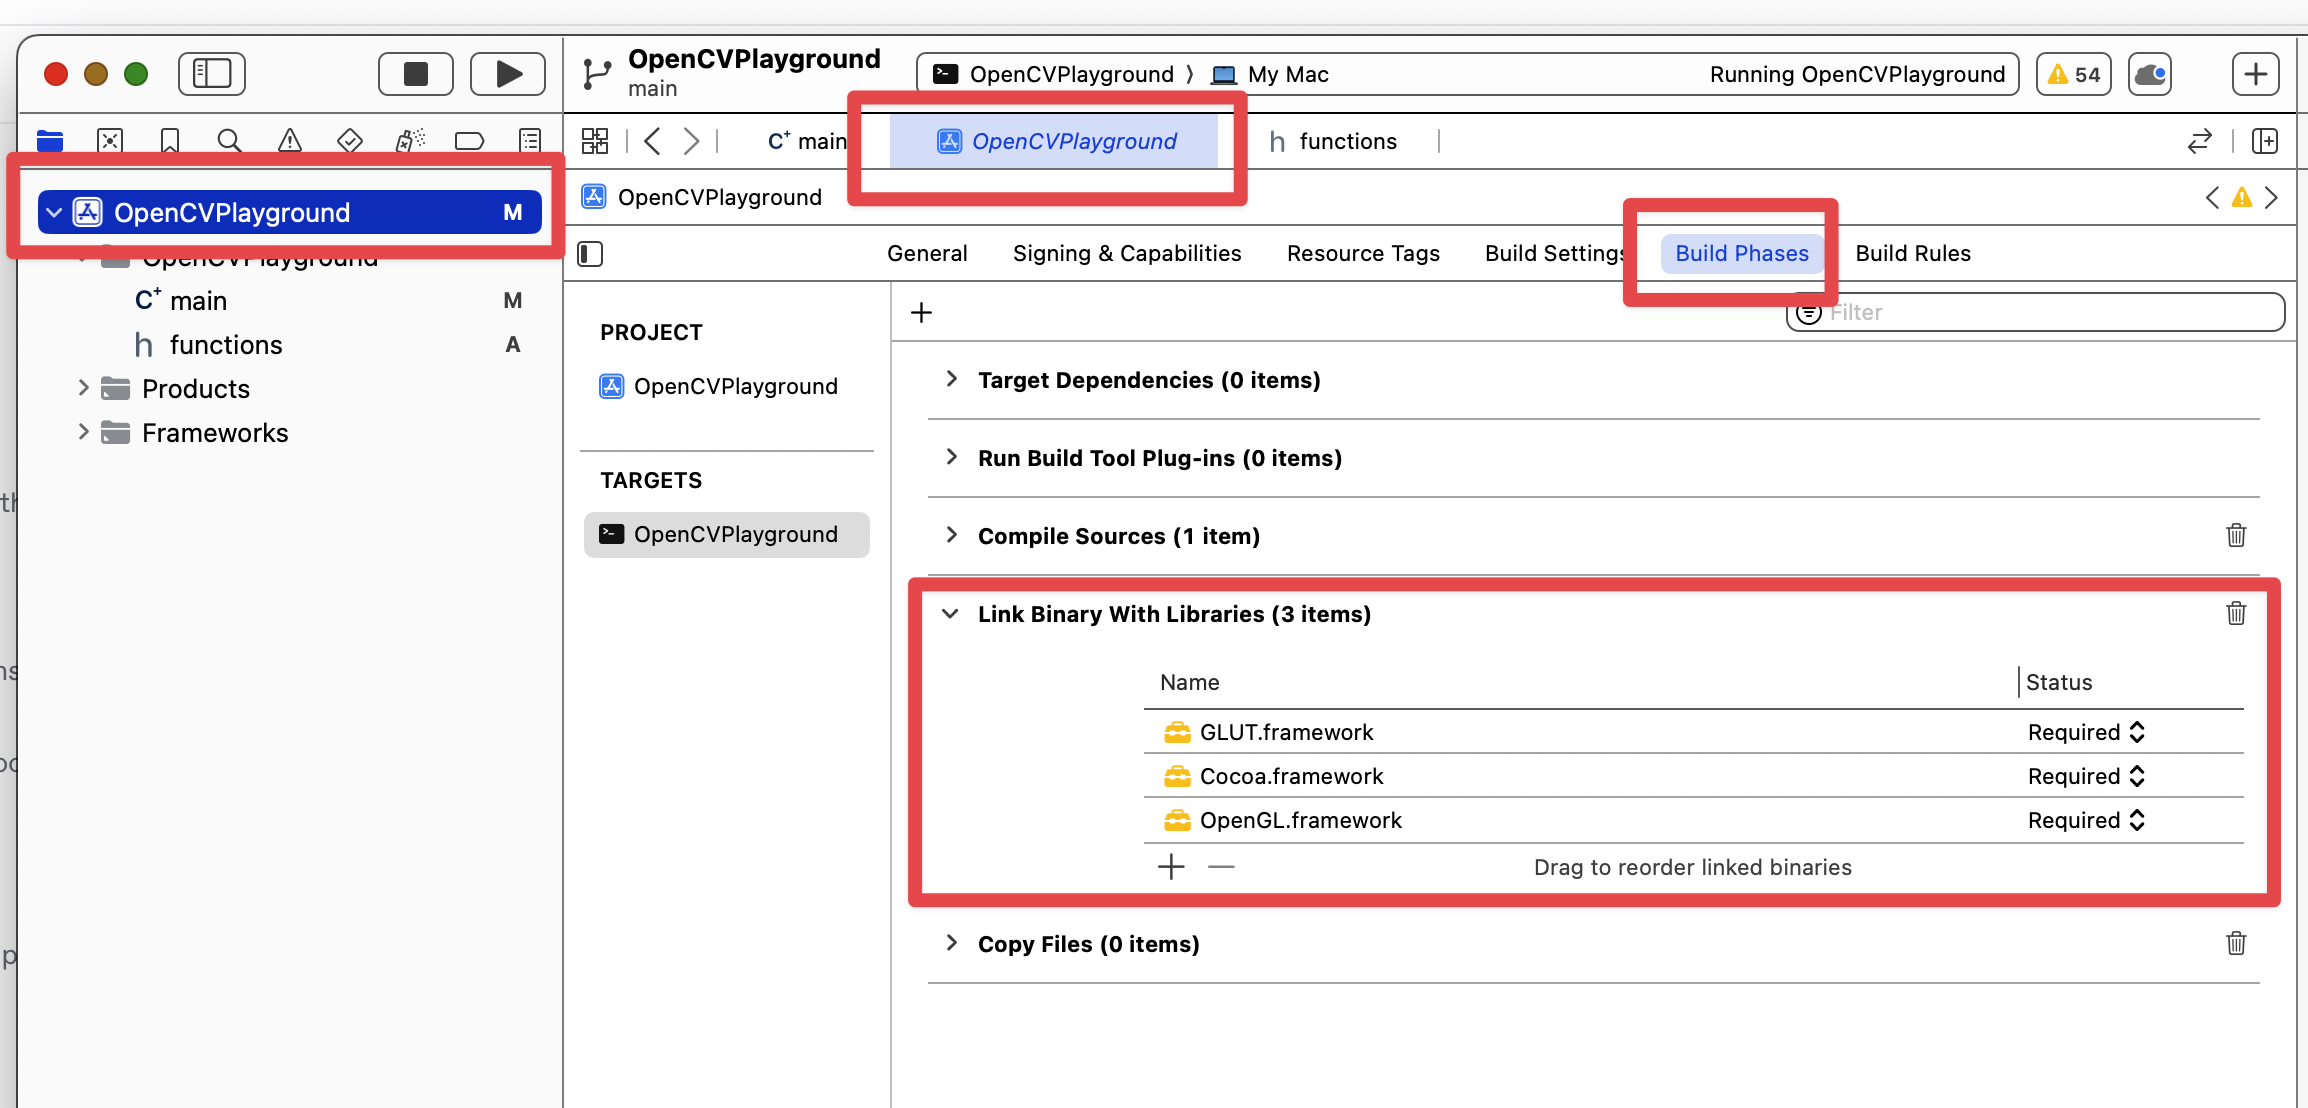 OpenCVPlayground
main
OpenCVPlayground
My Mac
Running OpenCVPlayground
54
C+ main
OpenCVPlayground
h functions
OpenCVPlayground M
OpenCVPlayground
OpenCVPlayground
C+ main M
h functions A
Products
Frameworks
General
Signing & Capabilities
Resource Tags
Build Settings
Build Phases
Build Rules
Filter
PROJECT
OpenCVPlayground
TARGETS
OpenCVPlayground
Target Dependencies (0 items)
Run Build Tool Plug-ins (0 items)
Compile Sources (1 item)
Link Binary With Libraries (3 items)
Name Status
GLUT.framework Required
Cocoa.framework Required
OpenGL.framework Required
Drag to reorder linked binaries
Copy Files (0 items)